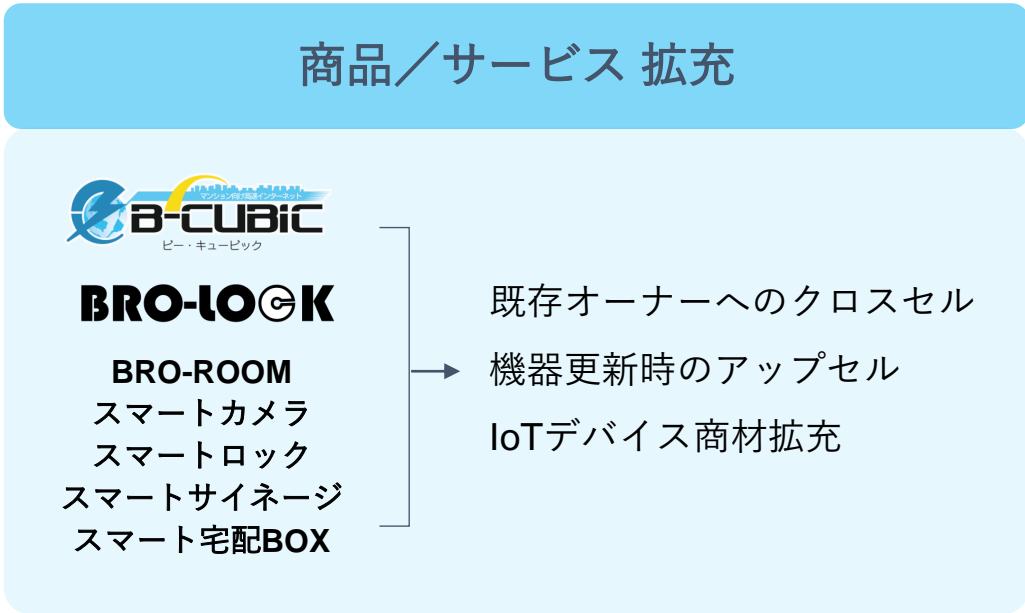 商品／サービス 拡充
マンション向け高速インターネット
B-CUBiC
ビー・キュービック
BRO-LOCK
BRO-ROOM
スマートカメラ
スマートロック
スマートサイネージ
スマート宅配BOX
既存オーナーへのクロスセル
機器更新時のアップセル
IoTデバイス商材拡充